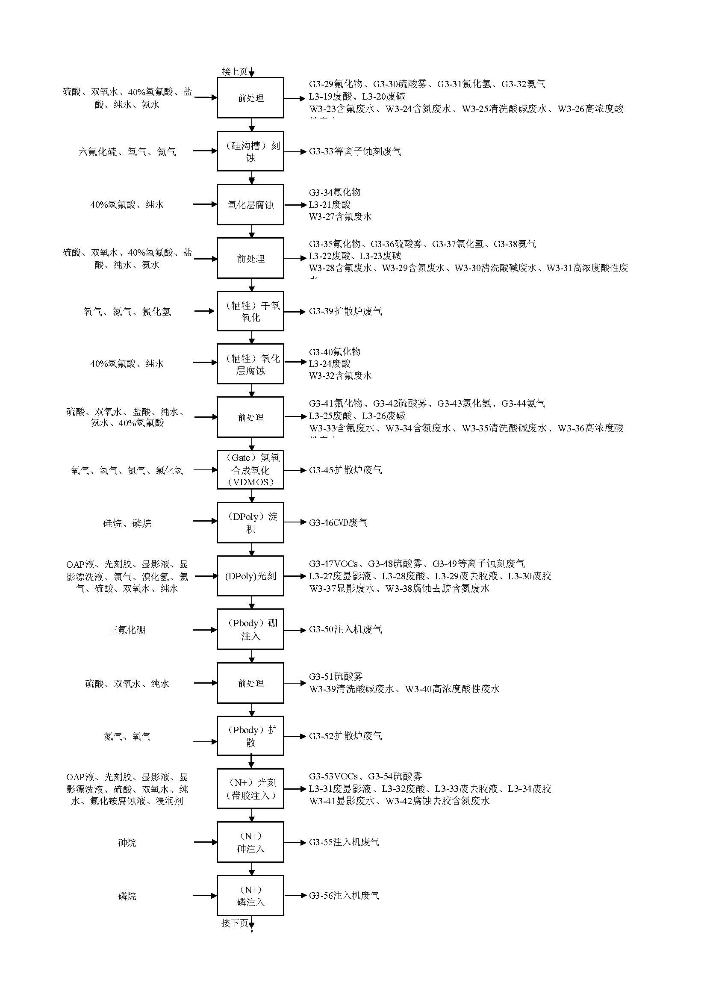 接上页
硫酸、双氧水、40%氢氟酸、盐
酸、纯水、氨水
前处理
G3-29氟化物、G3-30硫酸雾、G3-31氯化氢、G3-32氨气
L3-19废酸、L3-20废碱
W3-23含氟废水、W3-24含氮废水、W3-25清洗酸碱废水、W3-26高浓度酸
六氟化硫、氧气、氦气
（硅沟槽）刻
蚀
G3-33等离子蚀刻废气
40%氢氟酸、纯水
氧化层腐蚀
G3-34氟化物
L3-21废酸
W3-27含氟废水
硫酸、双氧水、40%氢氟酸、盐
酸、纯水、氨水
前处理
G3-35氟化物、G3-36硫酸雾、G3-37氯化氢、G3-38氨气
L3-22废酸、L3-23废碱
W3-28含氟废水、W3-29含氮废水、W3-30清洗酸碱废水、W3-31高浓度酸性废
氧气、氮气、氯化氢
（牺牲）干氧
氧化
G3-39扩散炉废气
40%氢氟酸、纯水
（牺牲）氧化
层腐蚀
G3-40氟化物
L3-24废酸
W3-32含氟废水
硫酸、双氧水、盐酸、纯水、
氨水、40%氢氟酸
前处理
G3-41氟化物、G3-42硫酸雾、G3-43氯化氢、G3-44氨气
L3-25废酸、L3-26废碱
W3-33含氟废水、W3-34含氮废水、W3-35清洗酸碱废水、W3-36高浓度酸
氧气、氢气、氮气、氯化氢
（Gate）氢氧
合成氧化
（VDMOS）
G3-45扩散炉废气
硅烷、磷烷
（DPoly）淀
积
G3-46CVD废气
OAP液、光刻胶、显影液、显
影漂洗液、氯气、溴化氢、氦
气、硫酸、双氧水、纯水
(DPoly)光刻
G3-47VOCs、G3-48硫酸雾、G3-49等离子蚀刻废气
L3-27废显影液、L3-28废酸、L3-29废去胶液、L3-30废胶
W3-37显影废水、W3-38腐蚀去胶含氮废水
三氟化硼
（Pbody）硼
注入
G3-50注入机废气
硫酸、双氧水、纯水
前处理
G3-51硫酸雾
W3-39清洗酸碱废水、W3-40高浓度酸性废水
氮气、氧气
（Pbody）扩
散
G3-52扩散炉废气
OAP液、光刻胶、显影液、显
影漂洗液、硫酸、双氧水、纯
水、氟化铵腐蚀液、浸润剂
（N+）光刻
（带胶注入）
G3-53VOCs、G3-54硫酸雾
L3-31废显影液、L3-32废酸、L3-33废去胶液、L3-34废胶
W3-41显影废水、W3-42腐蚀去胶含氮废水
砷烷
（N+）
砷注入
G3-55注入机废气
磷烷
（N+）
磷注入
G3-56注入机废气
接下页